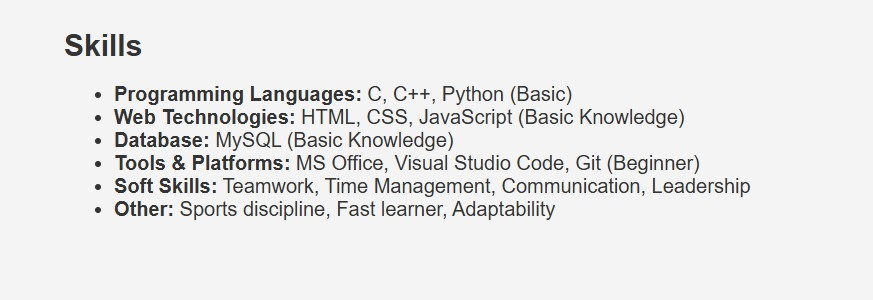 Skills
• Programming Languages: C, C++, Python (Basic)
• Web Technologies: HTML, CSS, JavaScript (Basic Knowledge)
• Database: MySQL (Basic Knowledge)
• Tools & Platforms: MS Office, Visual Studio Code, Git (Beginner)
• Soft Skills: Teamwork, Time Management, Communication, Leadership
• Other: Sports discipline, Fast learner, Adaptability